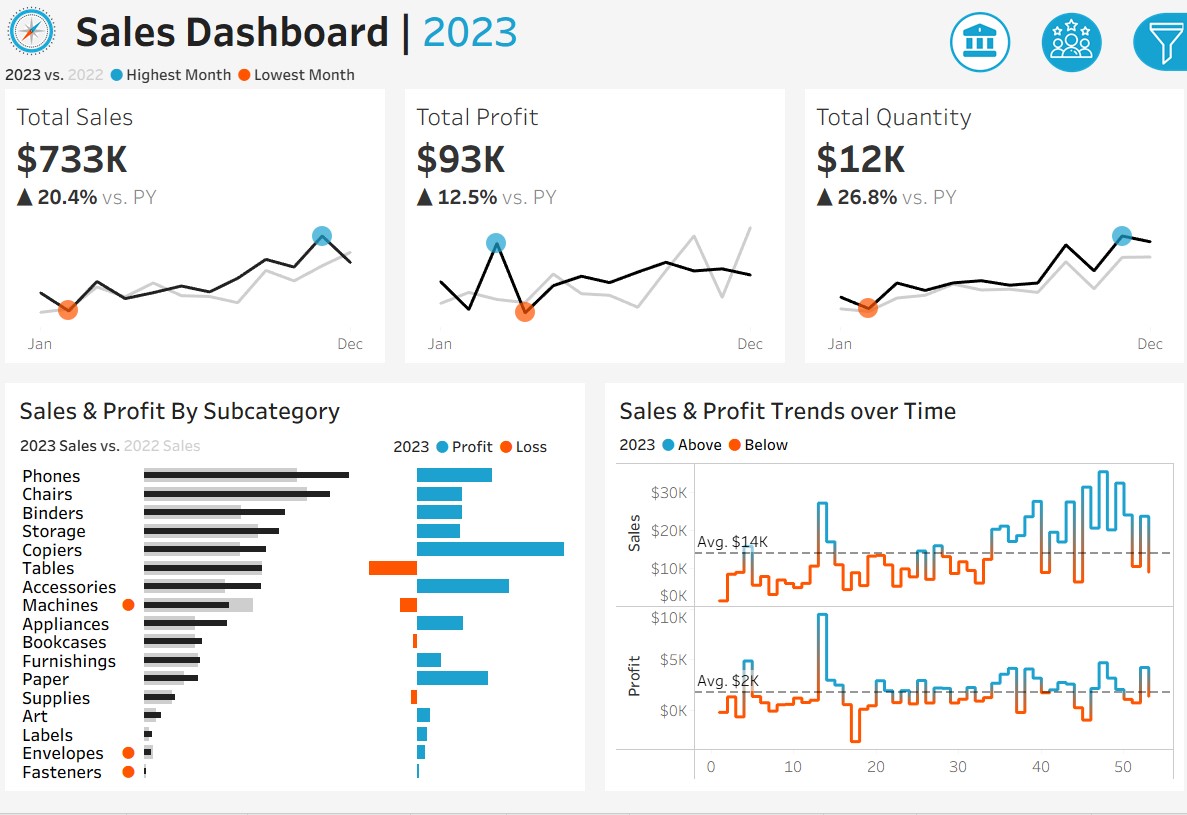 Sales Dashboard | 2023
2023 vs. 2022 Highest Month Lowest Month
Total Sales
$733K
▲ 20.4% vs. PY
Jan Dec
Total Profit
$93K
▲ 12.5% vs. PY
Jan Dec
Total Quantity
$12K
▲ 26.8% vs. PY
Jan Dec
Sales & Profit By Subcategory
2023 Sales vs. 2022 Sales
2023 Profit Loss
Phones
Chairs
Binders
Storage
Copiers
Tables
Accessories
Machines
Appliances
Bookcases
Furnishings
Paper
Supplies
Art
Labels
Envelopes
Fasteners
Sales & Profit Trends over Time
2023 Above Below
Sales
$30K
$20K
$10K
$0K
Avg. $14K
Profit
$10K
$5K
$0K
Avg. $2K
0 10 20 30 40 50